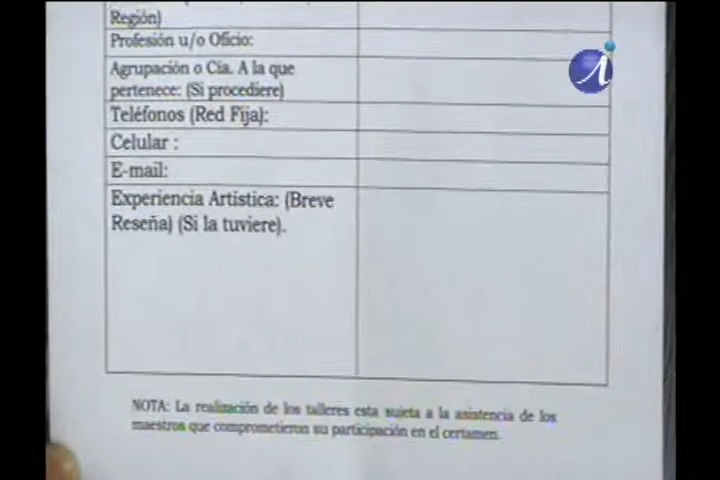 Región)
Profesión u/o Oficio:
Agrupación o Cía. A la que
pertenece: (Si procediere)
Teléfonos (Red Fija):
Celular :
E-mail:
Experiencia Artística: (Breve
Reseña) (Si la tuviere).
NOTA: La realización de los talleres esta sujeta a la asistencia de los
maestros que comprometieron su participación en el certamen.